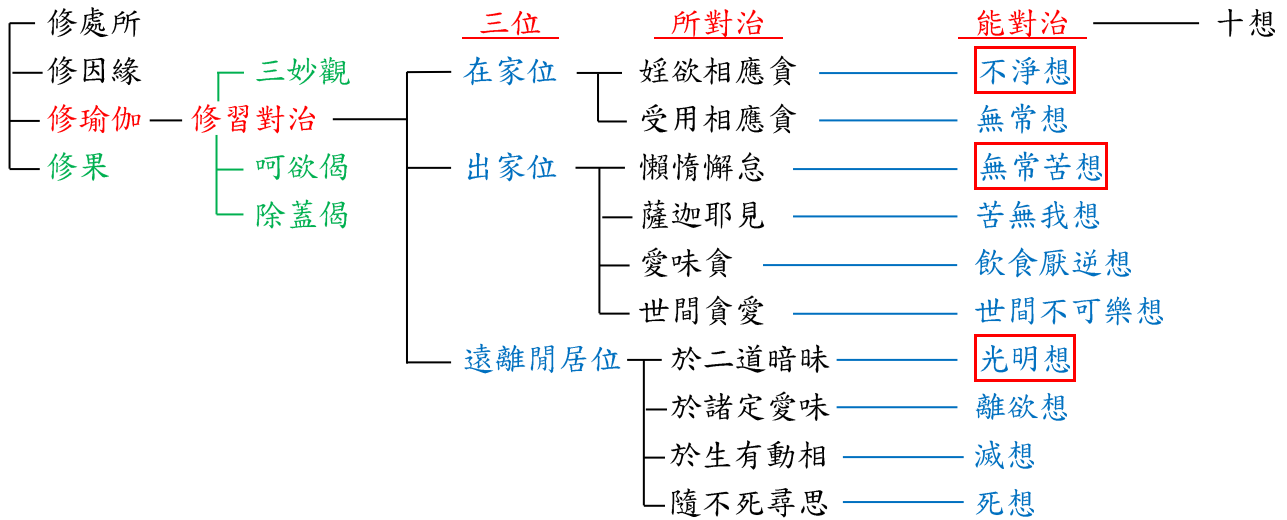 修處所 三位 所對治 能對治 十想
修因緣 三妙觀 在家位 婬欲相應貪 不淨想
修瑜伽 修習對治 受用相應貪 無常想
修果 呵欲偈 出家位 懶惰懈怠 無常苦想
除蓋偈 薩迦耶見 苦無我想
愛味貪 飲食厭逆想
世間貪愛 世間不可樂想
遠離閒居位 於二道暗昧 光明想
於諸定愛味 離欲想
於生有動相 滅想
隨不死尋思 死想